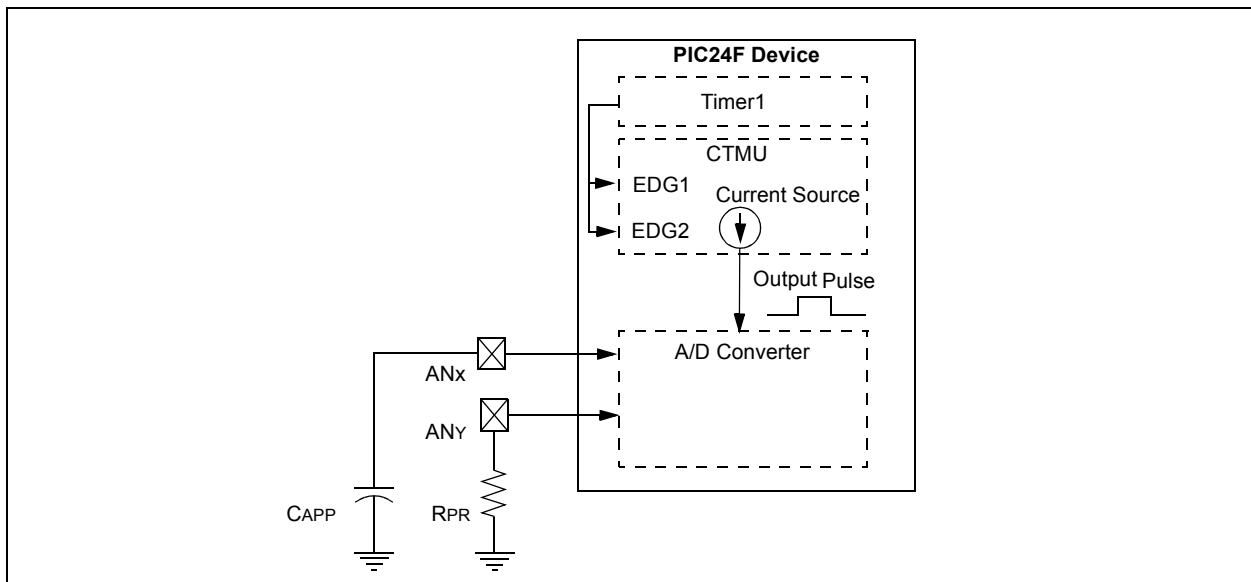 PIC24F Device
Timer1
CTMU
EDG1
Current Source
EDG2
Output Pulse
A/D Converter
ANX
ANY
CAPP
RPR